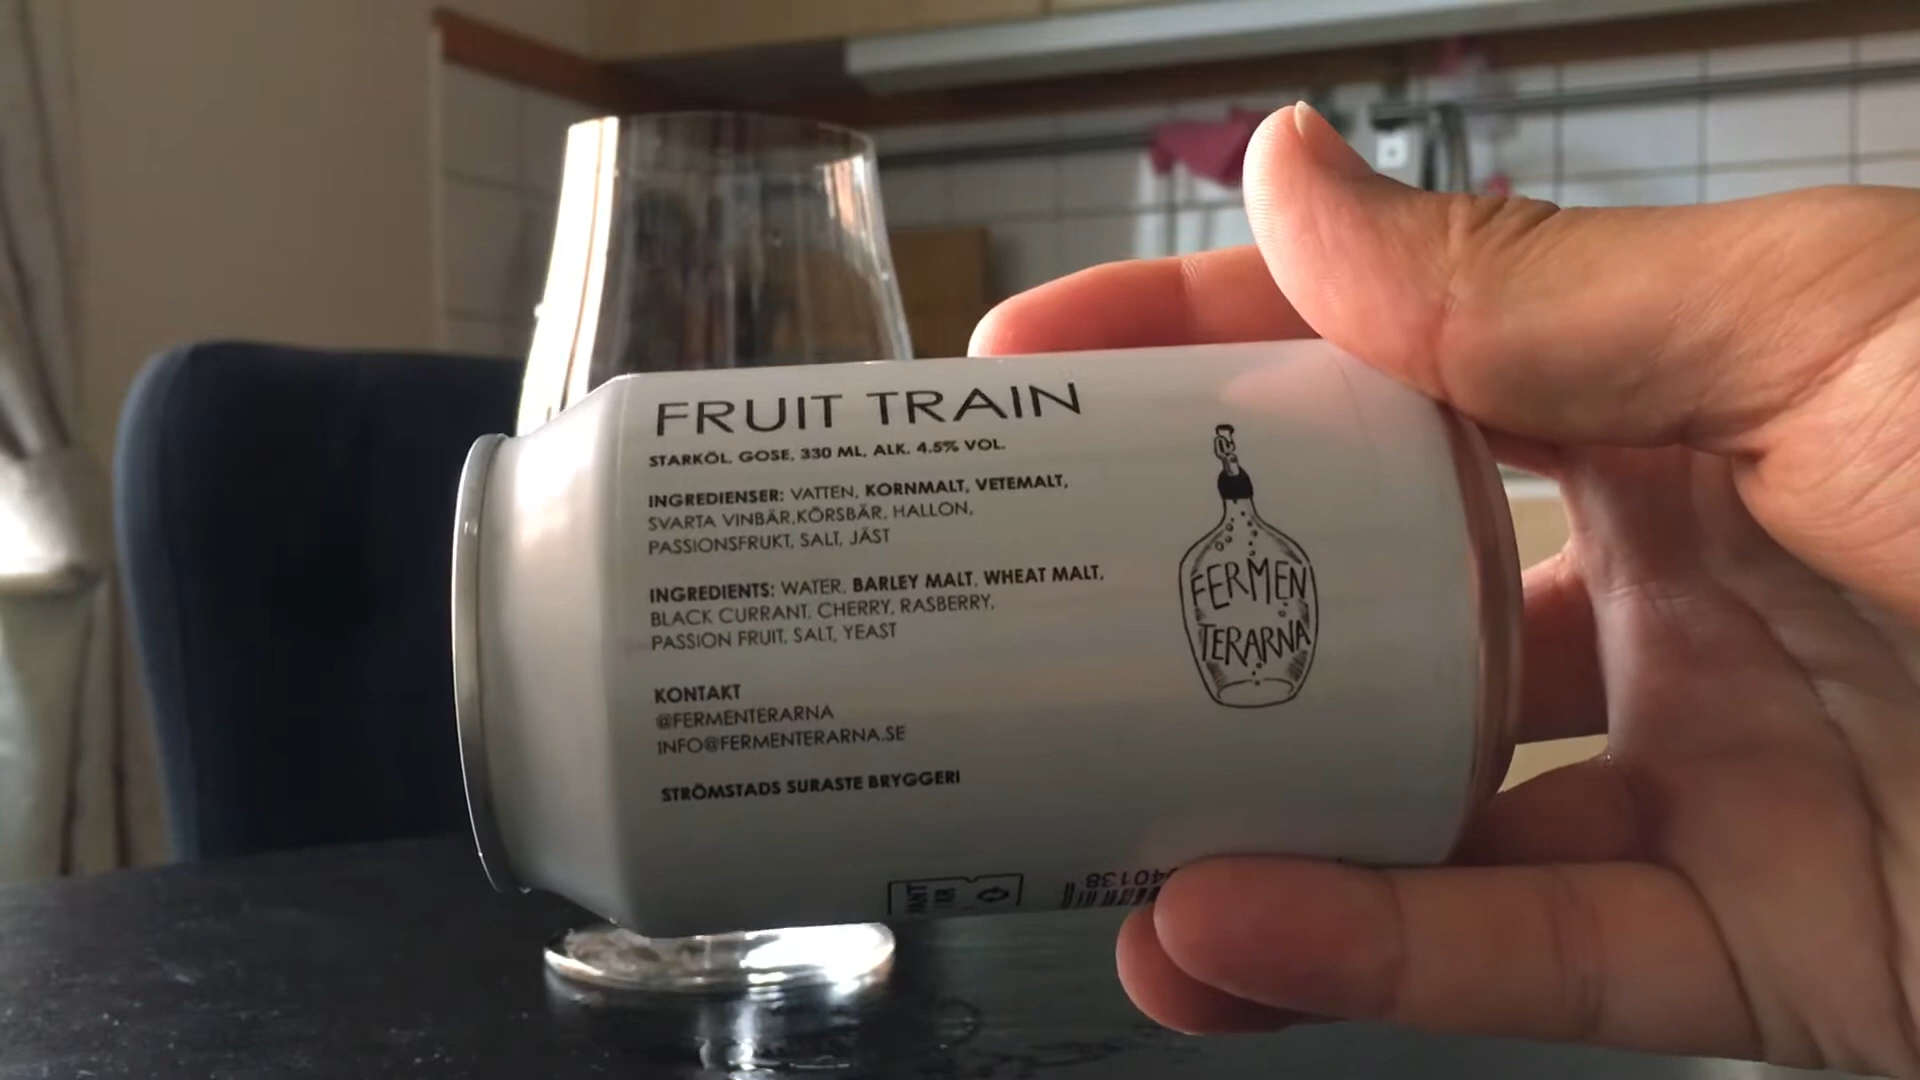 FRUIT TRAIN
STARKÖL, GOSE, 330 ML, ALK. 4.5% VOL.
INGREDIENSER: VATTEN, KORNMALT, VETEMALT,
SVARTA VINBÄR,KÖRSBÄR, HALLON,
PASSIONSFRUKT, SALT, JÄST
INGREDIENTS: WATER, BARLEY MALT, WHEAT MALT,
BLACK CURRANT, CHERRY, RASBERRY,
PASSION FRUIT, SALT, YEAST
KONTAKT
@FERMENTERARNA
INFO@FERMENTERARNA.SE
STRÖMSTADS SURASTE BRYGGERI
FERMEN
TERARNA
40138